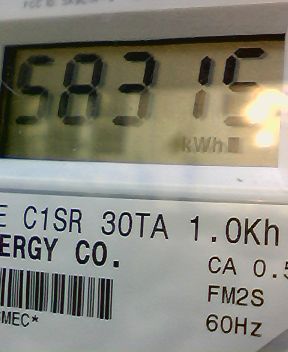 58315
kWh
E C1SR 30TA 1.0Kh
ERGY CO.
CA 0.5
FM2S
MEC*
60Hz